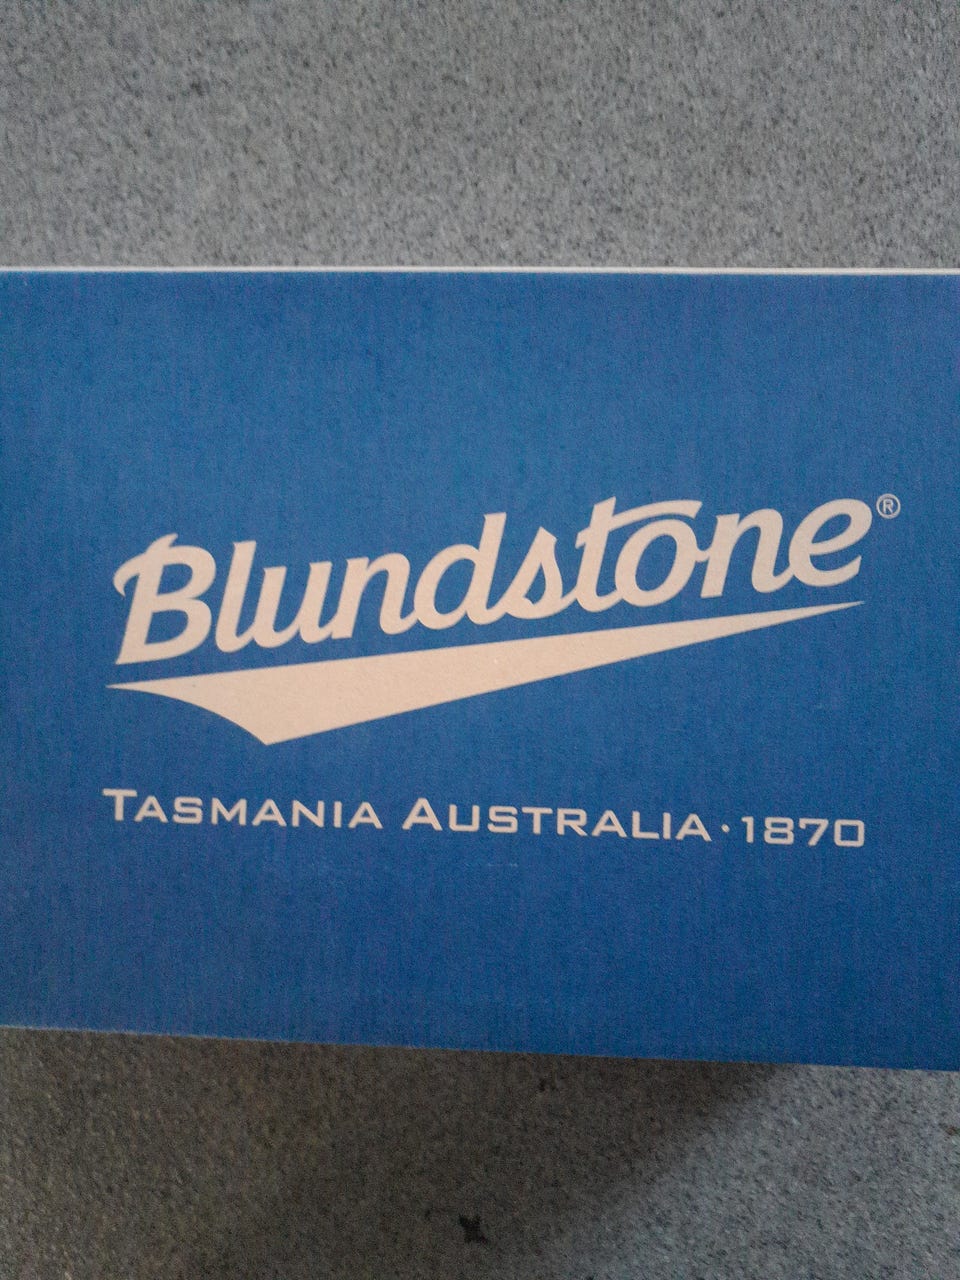 Blundstone®
TASMANIA AUSTRALIA · 1870